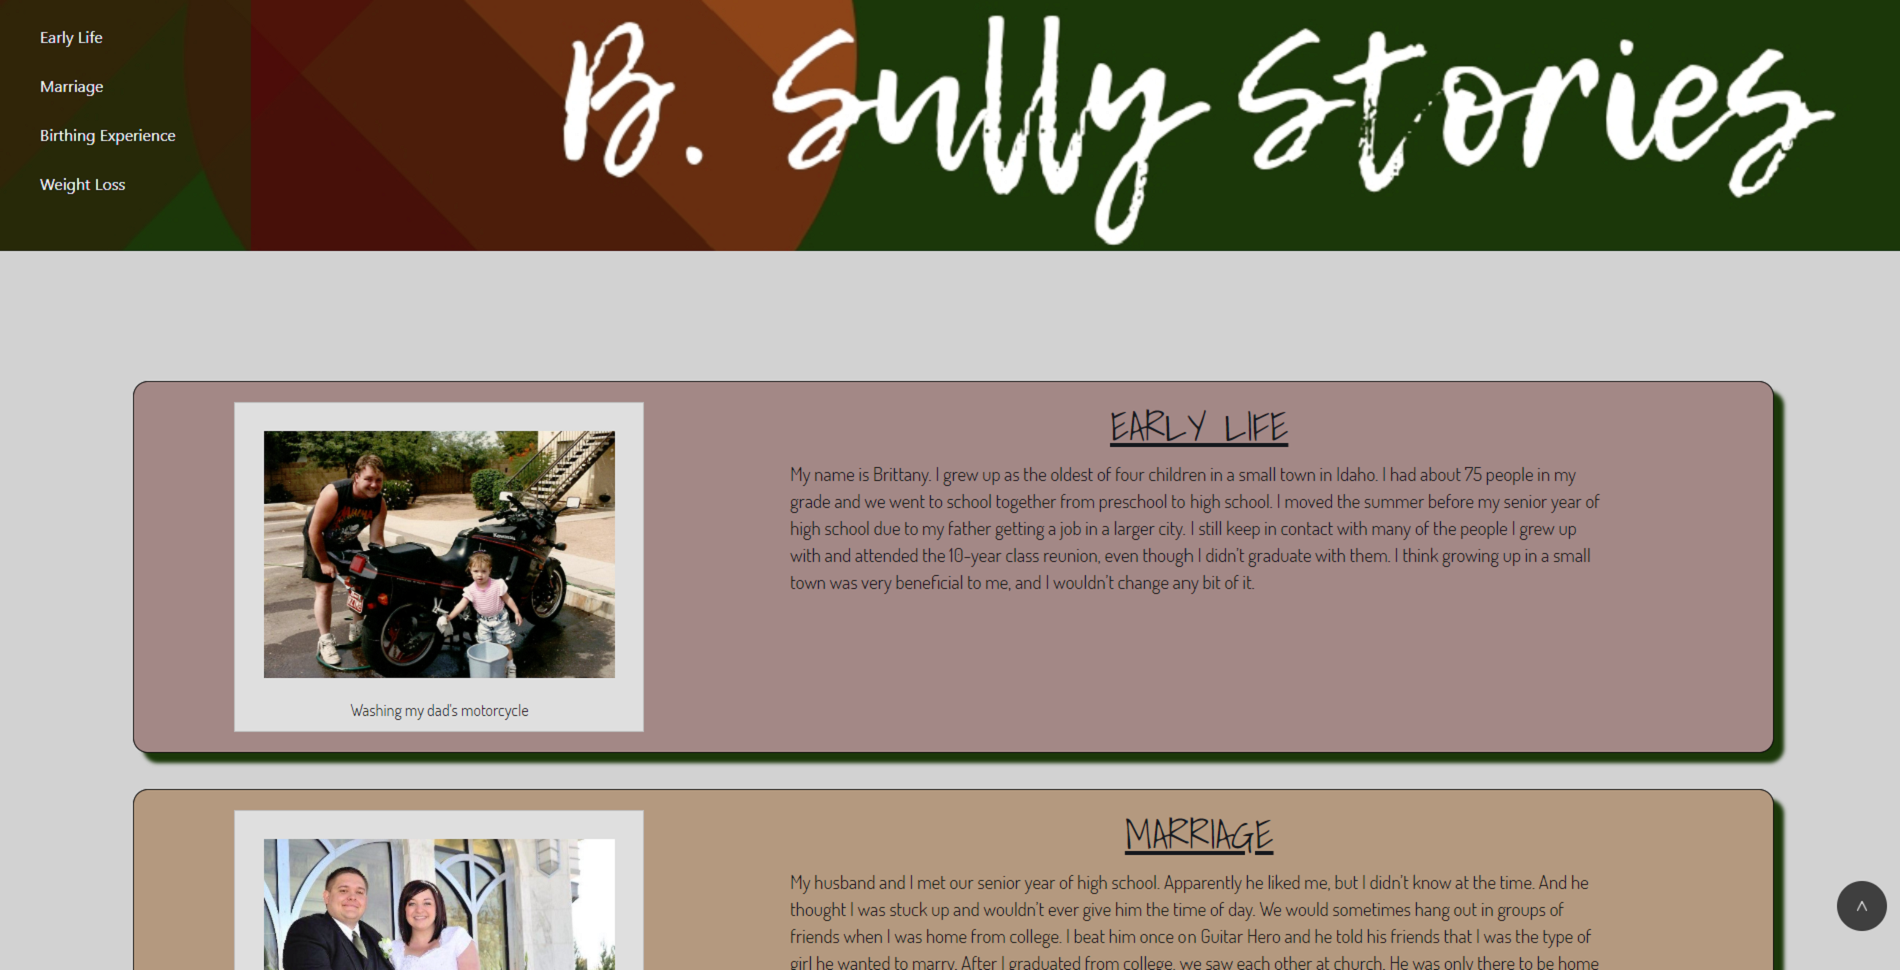 Early Life
Marriage
Birthing Experience
Weight Loss
B. Sully Stories
EARLY LIFE
My name is Brittany. I grew up as the oldest of four children in a small town in Idaho. I had about 75 people in my
grade and we went to school together from preschool to high school. I moved the summer before my senior year of
high school due to my father getting a job in a larger city. I still keep in contact with many of the people I grew up
with and attended the 10-year class reunion, even though I didn't graduate with them. I think growing up in a small
town was very beneficial to me, and I wouldn't change any bit of it.
Washing my dad's motorcycle
MARRIAGE
My husband and I met our senior year of high school. Apparently he liked me, but I didn't know at the time. And he
thought I was stuck up and wouldn't ever give him the time of day. We would sometimes hang out in groups of
friends when I was home from college. I beat him once on Guitar Hero and he told his friends that I was the type of
girl he wanted to marry. After I graduated from college, we saw each other at church. He was only there to be home
^